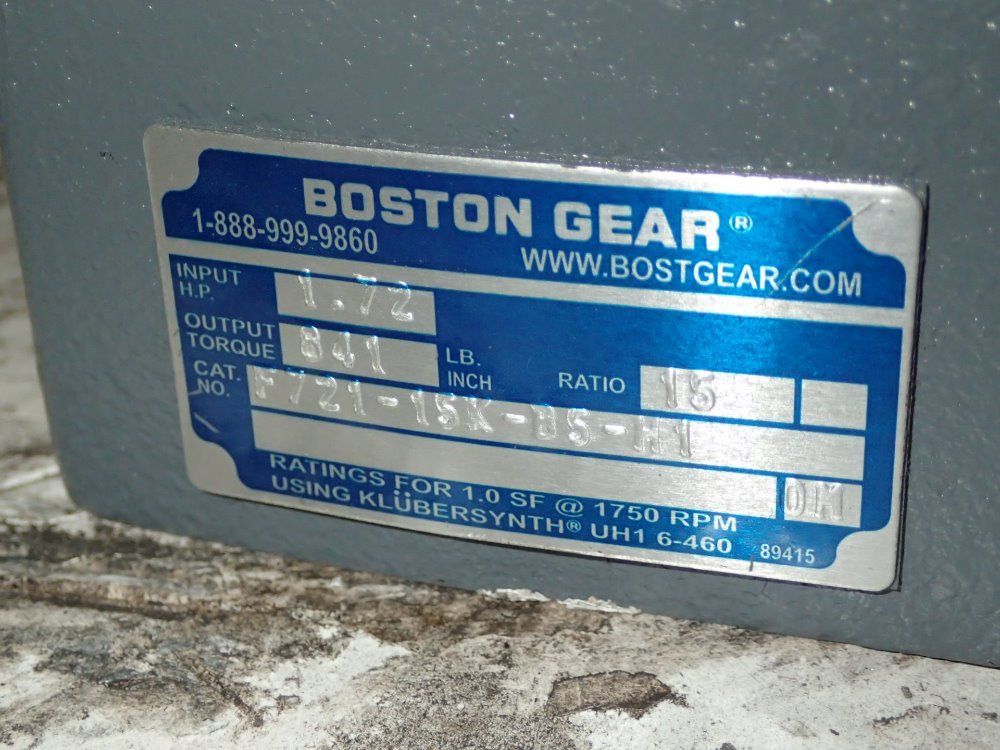 BOSTON GEAR®
1-888-999-9860
WWW.BOSTGEAR.COM
INPUT H.P. 1.72
OUTPUT TORQUE 841 LB. INCH RATIO 15
CAT. NO. F721-15K-B5-H1
0M
RATINGS FOR 1.0 SF @ 1750 RPM
USING KLÜBERSYNTH® UH1 6-460 89415